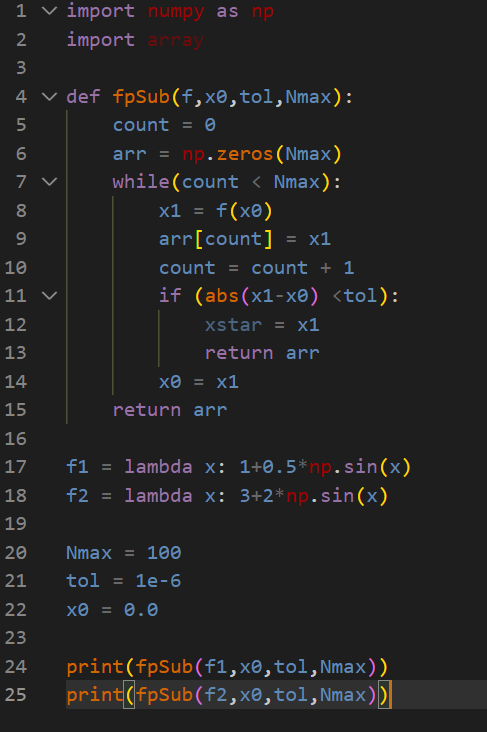 1 import numpy as np
2 import array
3
4 def fpSub(f,x0,tol,Nmax):
5     count = 0
6     arr = np.zeros(Nmax)
7     while(count < Nmax):
8         x1 = f(x0)
9         arr[count] = x1
10         count = count + 1
11         if (abs(x1-x0) <tol):
12             xstar = x1
13             return arr
14         x0 = x1
15     return arr
16
17 f1 = lambda x: 1+0.5*np.sin(x)
18 f2 = lambda x: 3+2*np.sin(x)
19
20 Nmax = 100
21 tol = 1e-6
22 x0 = 0.0
23
24 print(fpSub(f1,x0,tol,Nmax))
25 print(fpSub(f2,x0,tol,Nmax))